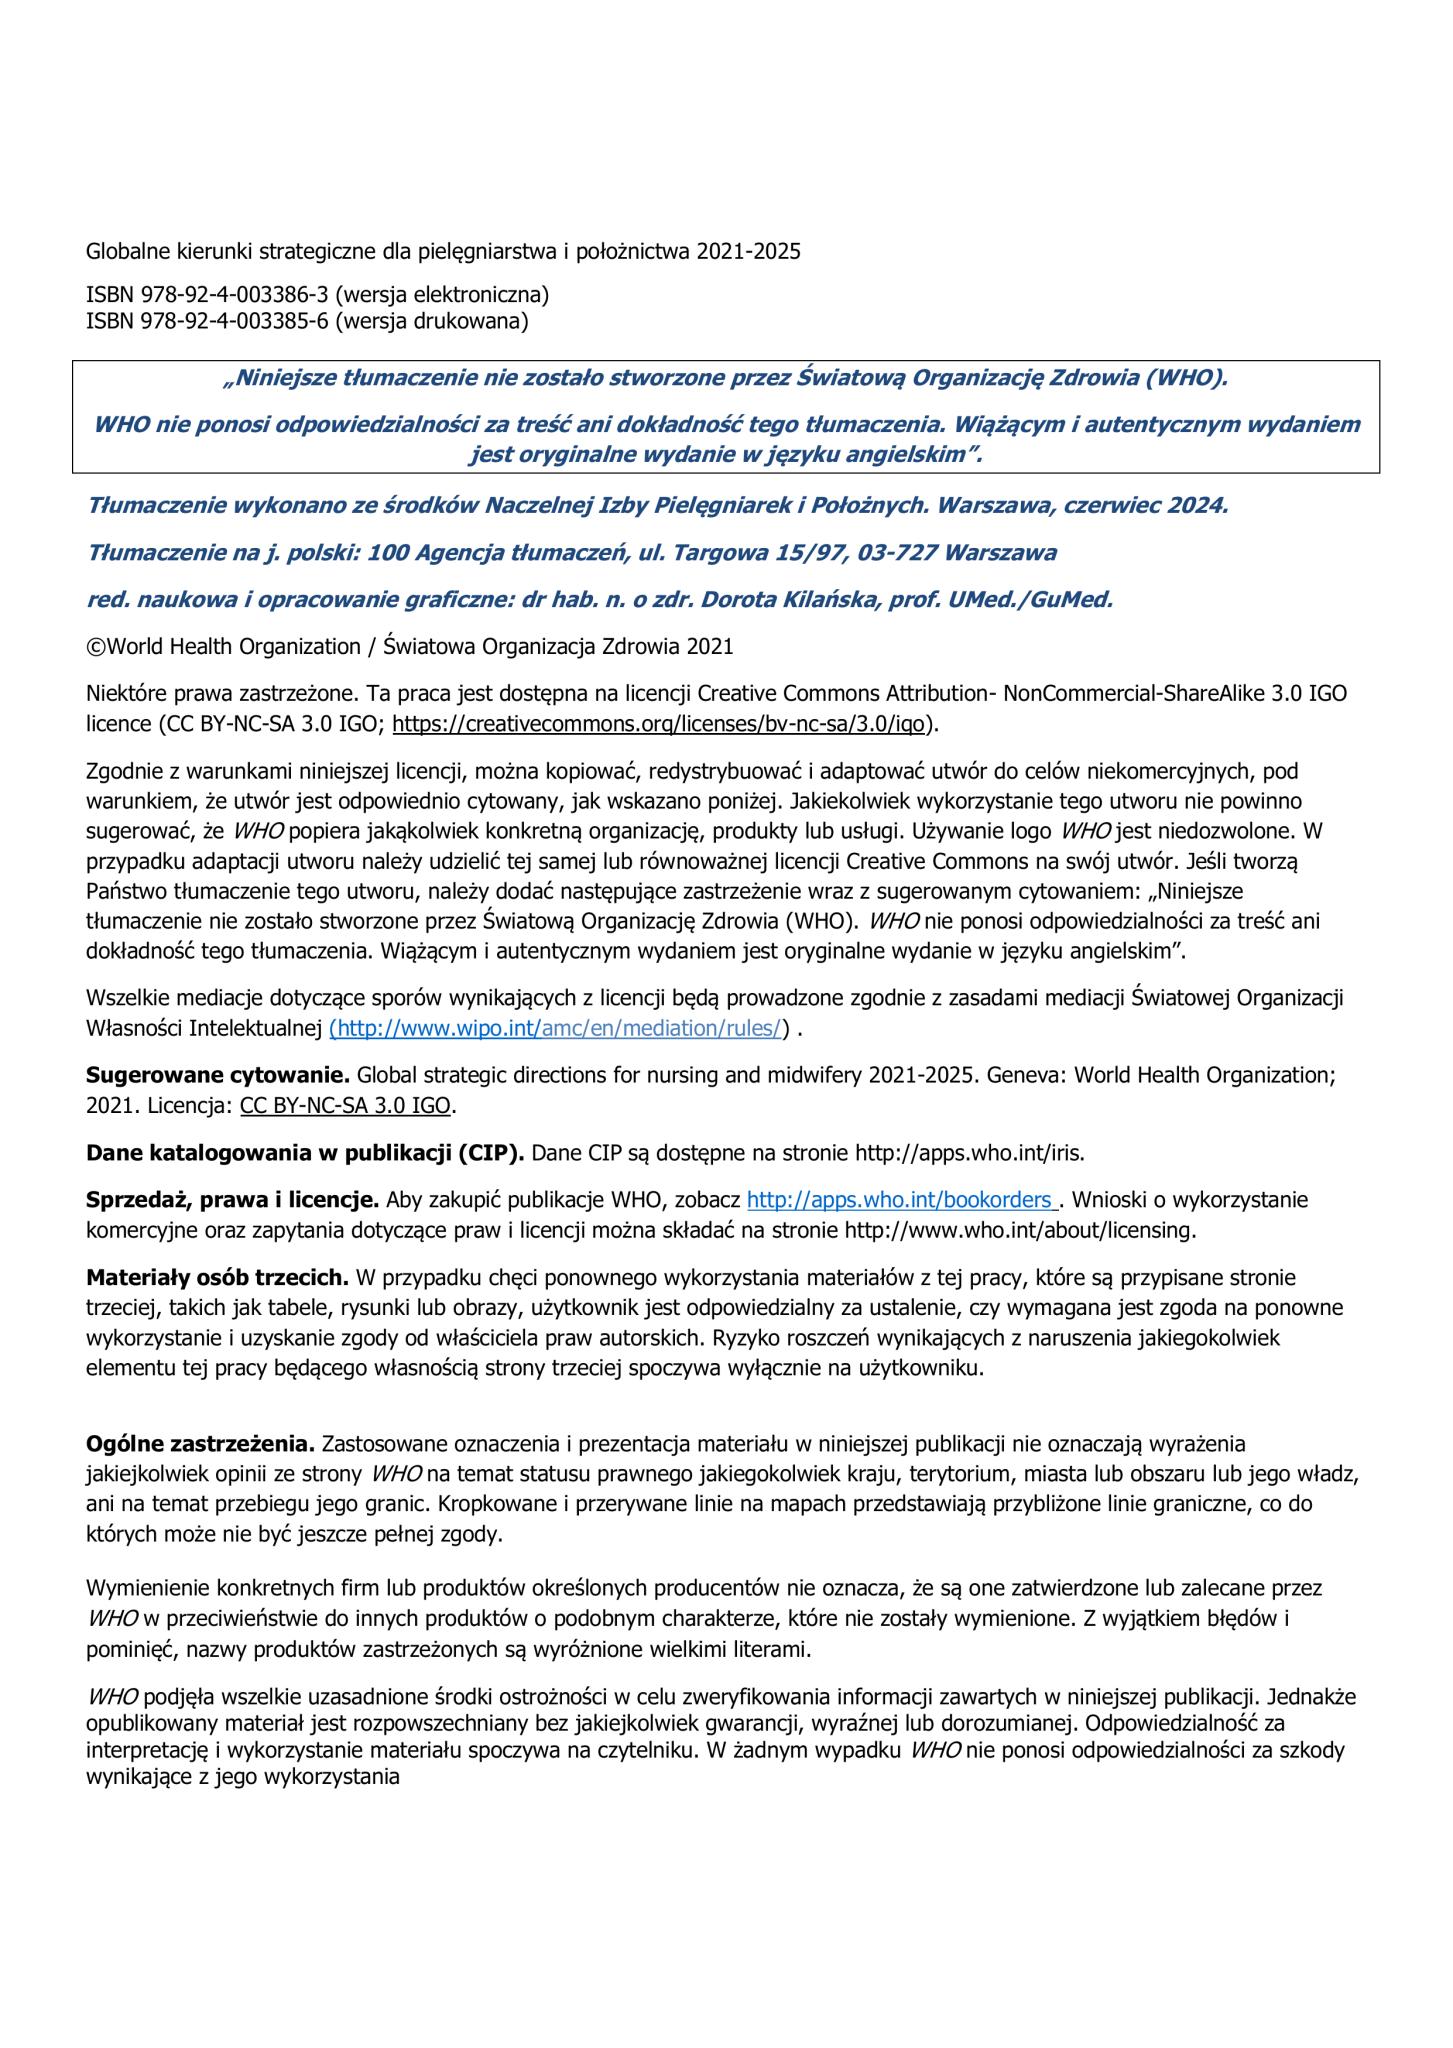 Globalne kierunki strategiczne dla pielęgniarstwa i położnictwa 2021-2025
ISBN 978-92-4-003386-3 (wersja elektroniczna)
ISBN 978-92-4-003385-6 (wersja drukowana)
„Niniejsze tłumaczenie nie zostało stworzone przez Światową Organizację Zdrowia (WHO).
WHO nie ponosi odpowiedzialności za treść ani dokładność tego tłumaczenia. Wiążącym i autentycznym wydaniem
jest oryginalne wydanie w języku angielskim”.
Tłumaczenie wykonano ze środków Naczelnej Izby Pielęgniarek i Położnych. Warszawa, czerwiec 2024.
Tłumaczenie na j. polski: 100 Agencja tłumaczeń, ul. Targowa 15/97, 03-727 Warszawa
red. naukowa i opracowanie graficzne: dr hab. n. o zdr. Dorota Kilańska, prof. UMed./GuMed.
©World Health Organization / Światowa Organizacja Zdrowia 2021
Niektóre prawa zastrzeżone. Ta praca jest dostępna na licencji Creative Commons Attribution- NonCommercial-ShareAlike 3.0 IGO
licence (CC BY-NC-SA 3.0 IGO; https://creativecommons.orq/licenses/bv-nc-sa/3.0/iqo).
Zgodnie z warunkami niniejszej licencji, można kopiować, redystrybuować i adaptować utwór do celów niekomercyjnych, pod
warunkiem, że utwór jest odpowiednio cytowany, jak wskazano poniżej. Jakiekolwiek wykorzystanie tego utworu nie powinno
sugerować, że WHO popiera jakąkolwiek konkretną organizację, produkty lub usługi. Używanie logo WHO jest niedozwolone. W
przypadku adaptacji utworu należy udzielić tej samej lub równoważnej licencji Creative Commons na swój utwór. Jeśli tworzą
Państwo tłumaczenie tego utworu, należy dodać następujące zastrzeżenie wraz z sugerowanym cytowaniem: „Niniejsze
tłumaczenie nie zostało stworzone przez Światową Organizację Zdrowia (WHO). WHO nie ponosi odpowiedzialności za treść ani
dokładność tego tłumaczenia. Wiążącym i autentycznym wydaniem jest oryginalne wydanie w języku angielskim”.
Wszelkie mediacje dotyczące sporów wynikających z licencji będą prowadzone zgodnie z zasadami mediacji Światowej Organizacji
Własności Intelektualnej (http://www.wipo.int/amc/en/mediation/rules/) .
Sugerowane cytowanie. Global strategic directions for nursing and midwifery 2021-2025. Geneva: World Health Organization;
2021. Licencja: CC BY-NC-SA 3.0 IGO.
Dane katalogowania w publikacji (CIP). Dane CIP są dostępne na stronie http://apps.who.int/iris.
Sprzedaż, prawa i licencje. Aby zakupić publikacje WHO, zobacz http://apps.who.int/bookorders . Wnioski o wykorzystanie
komercyjne oraz zapytania dotyczące praw i licencji można składać na stronie http://www.who.int/about/licensing.
Materiały osób trzecich. W przypadku chęci ponownego wykorzystania materiałów z tej pracy, które są przypisane stronie
trzeciej, takich jak tabele, rysunki lub obrazy, użytkownik jest odpowiedzialny za ustalenie, czy wymagana jest zgoda na ponowne
wykorzystanie i uzyskanie zgody od właściciela praw autorskich. Ryzyko roszczeń wynikających z naruszenia jakiegokolwiek
elementu tej pracy będącego własnością strony trzeciej spoczywa wyłącznie na użytkowniku.
Ogólne zastrzeżenia. Zastosowane oznaczenia i prezentacja materiału w niniejszej publikacji nie oznaczają wyrażenia
jakiejkolwiek opinii ze strony WHO na temat statusu prawnego jakiegokolwiek kraju, terytorium, miasta lub obszaru lub jego władz,
ani na temat przebiegu jego granic. Kropkowane i przerywane linie na mapach przedstawiają przybliżone linie graniczne, co do
których może nie być jeszcze pełnej zgody.
Wymienienie konkretnych firm lub produktów określonych producentów nie oznacza, że są one zatwierdzone lub zalecane przez
WHO w przeciwieństwie do innych produktów o podobnym charakterze, które nie zostały wymienione. Z wyjątkiem błędów i
pominięć, nazwy produktów zastrzeżonych są wyróżnione wielkimi literami.
WHO podjęła wszelkie uzasadnione środki ostrożności w celu zweryfikowania informacji zawartych w niniejszej publikacji. Jednakże
opublikowany materiał jest rozpowszechniany bez jakiejkolwiek gwarancji, wyraźnej lub dorozumianej. Odpowiedzialność za
interpretację i wykorzystanie materiału spoczywa na czytelniku. W żadnym wypadku WHO nie ponosi odpowiedzialności za szkody
wynikające z jego wykorzystania